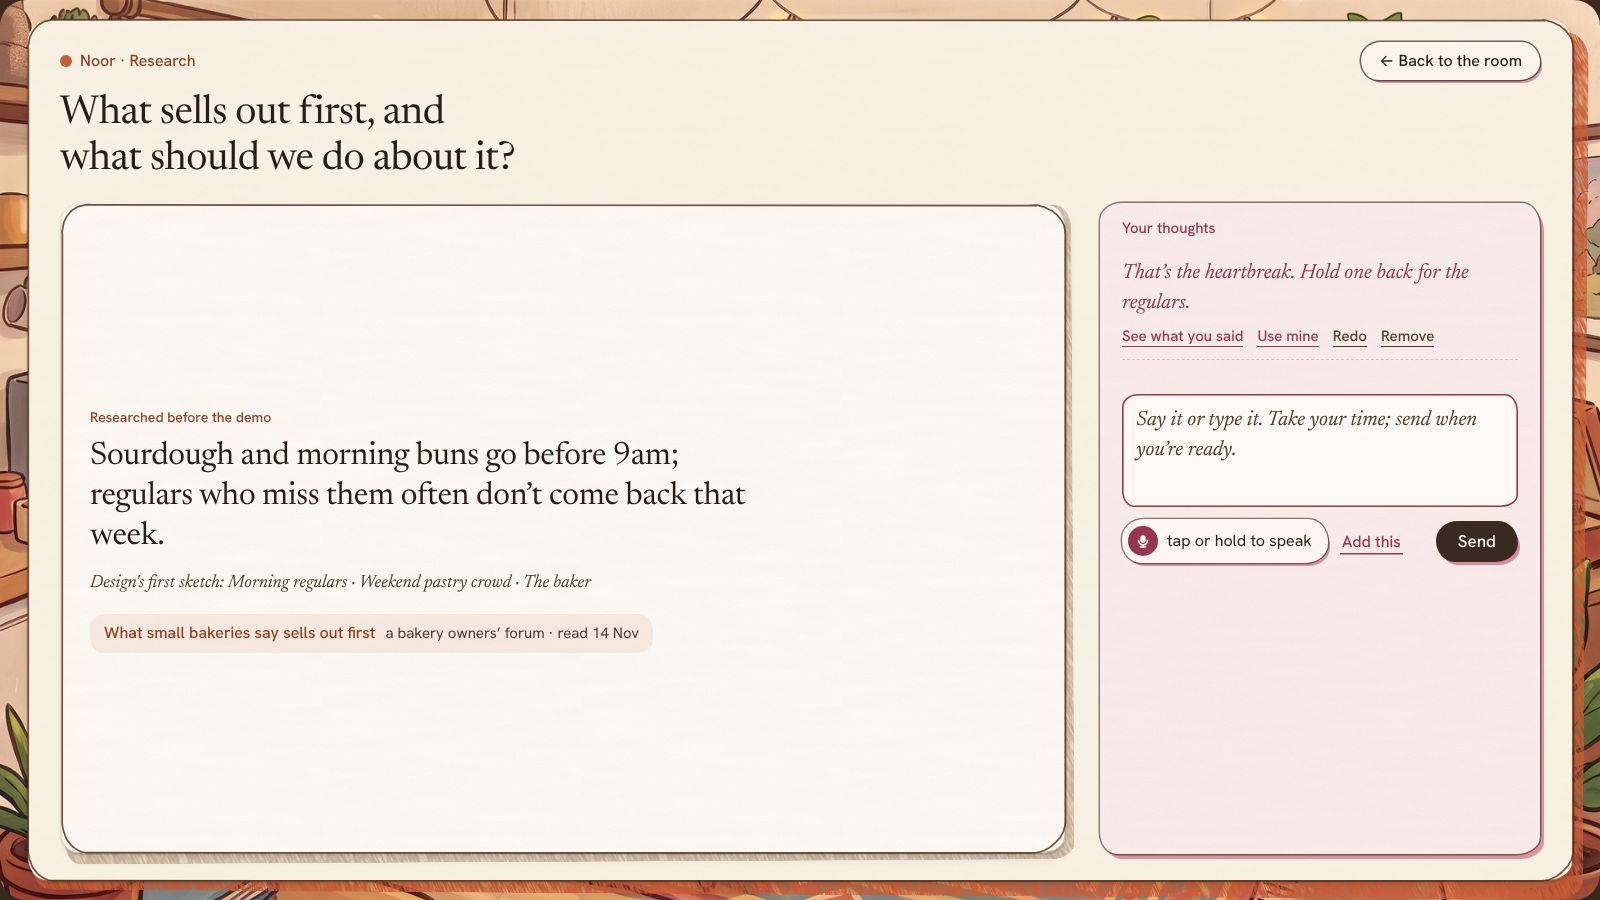 Noor · Research
← Back to the room
What sells out first, and
what should we do about it?
Researched before the demo
Sourdough and morning buns go before 9am;
regulars who miss them often don’t come back that
week.
Design's first sketch: Morning regulars · Weekend pastry crowd · The baker
What small bakeries say sells out first a bakery owners’ forum · read 14 Nov
Your thoughts
That’s the heartbreak. Hold one back for the
regulars.
See what you said Use mine Redo Remove
Say it or type it. Take your time; send when
you’re ready.
tap or hold to speak Add this Send